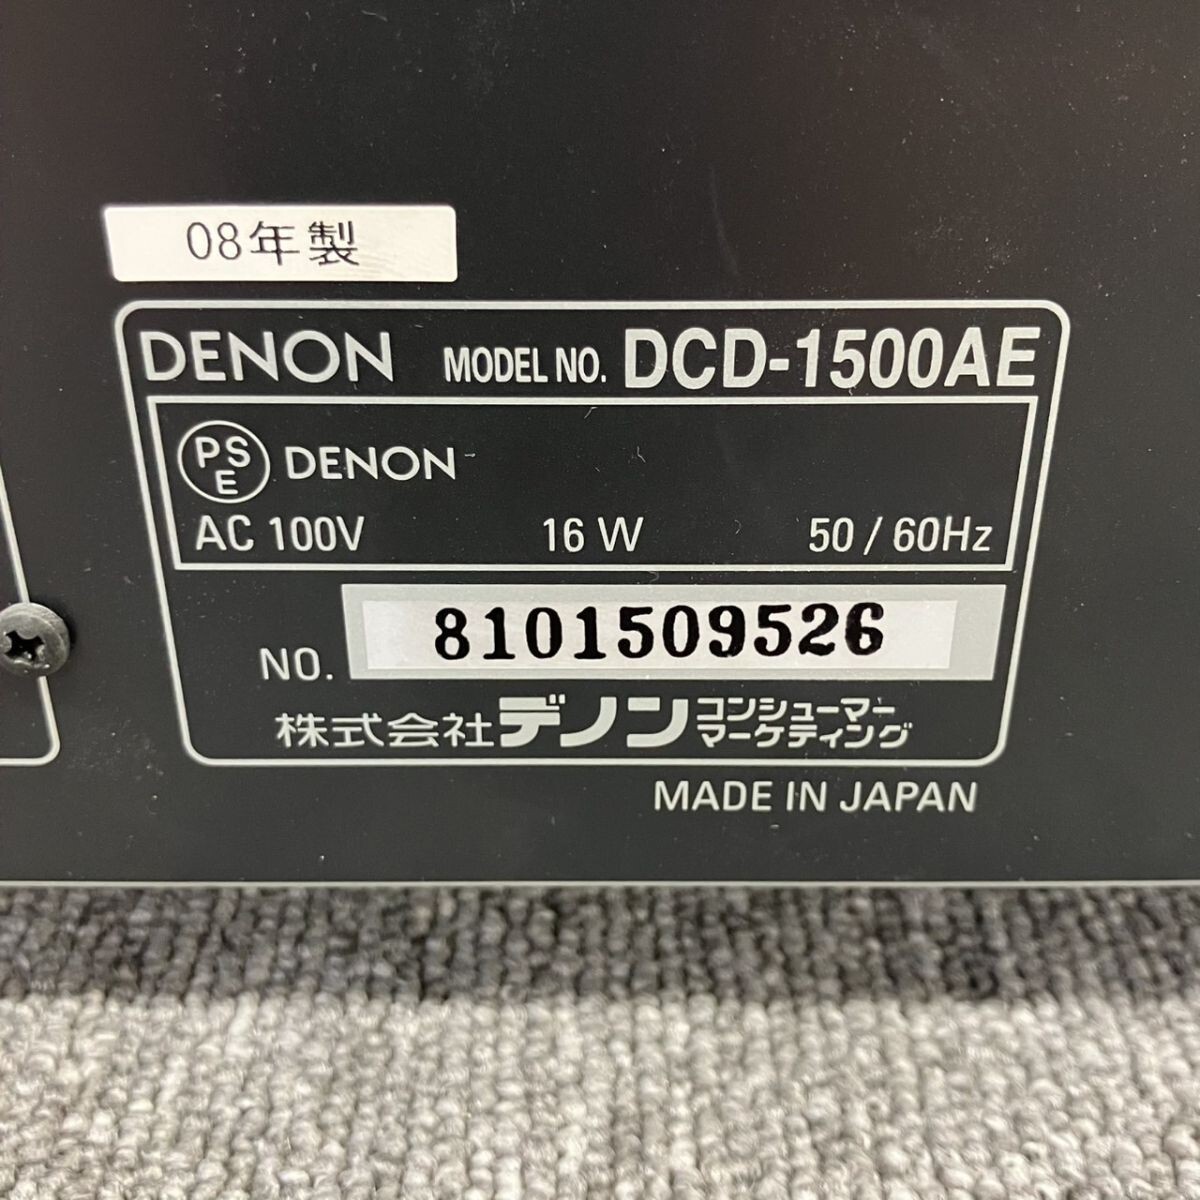 08年製
DENON MODEL NO. DCD-1500AE
PSE DENON
AC 100V 16 W 50 / 60Hz
NO. 8101509526
株式会社デノン コンシューマー
マーケティング
MADE IN JAPAN